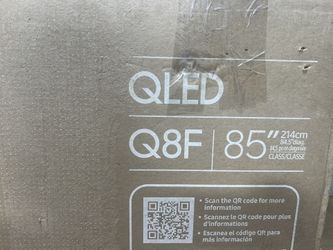 QLED
Q8F 85"
214cm
84.5"diag.
CLASS/CLASSE
• Scan the QR code for more
information
• Scannez le QR code pour plus
d'informations
• Escanea el código QR para
más información